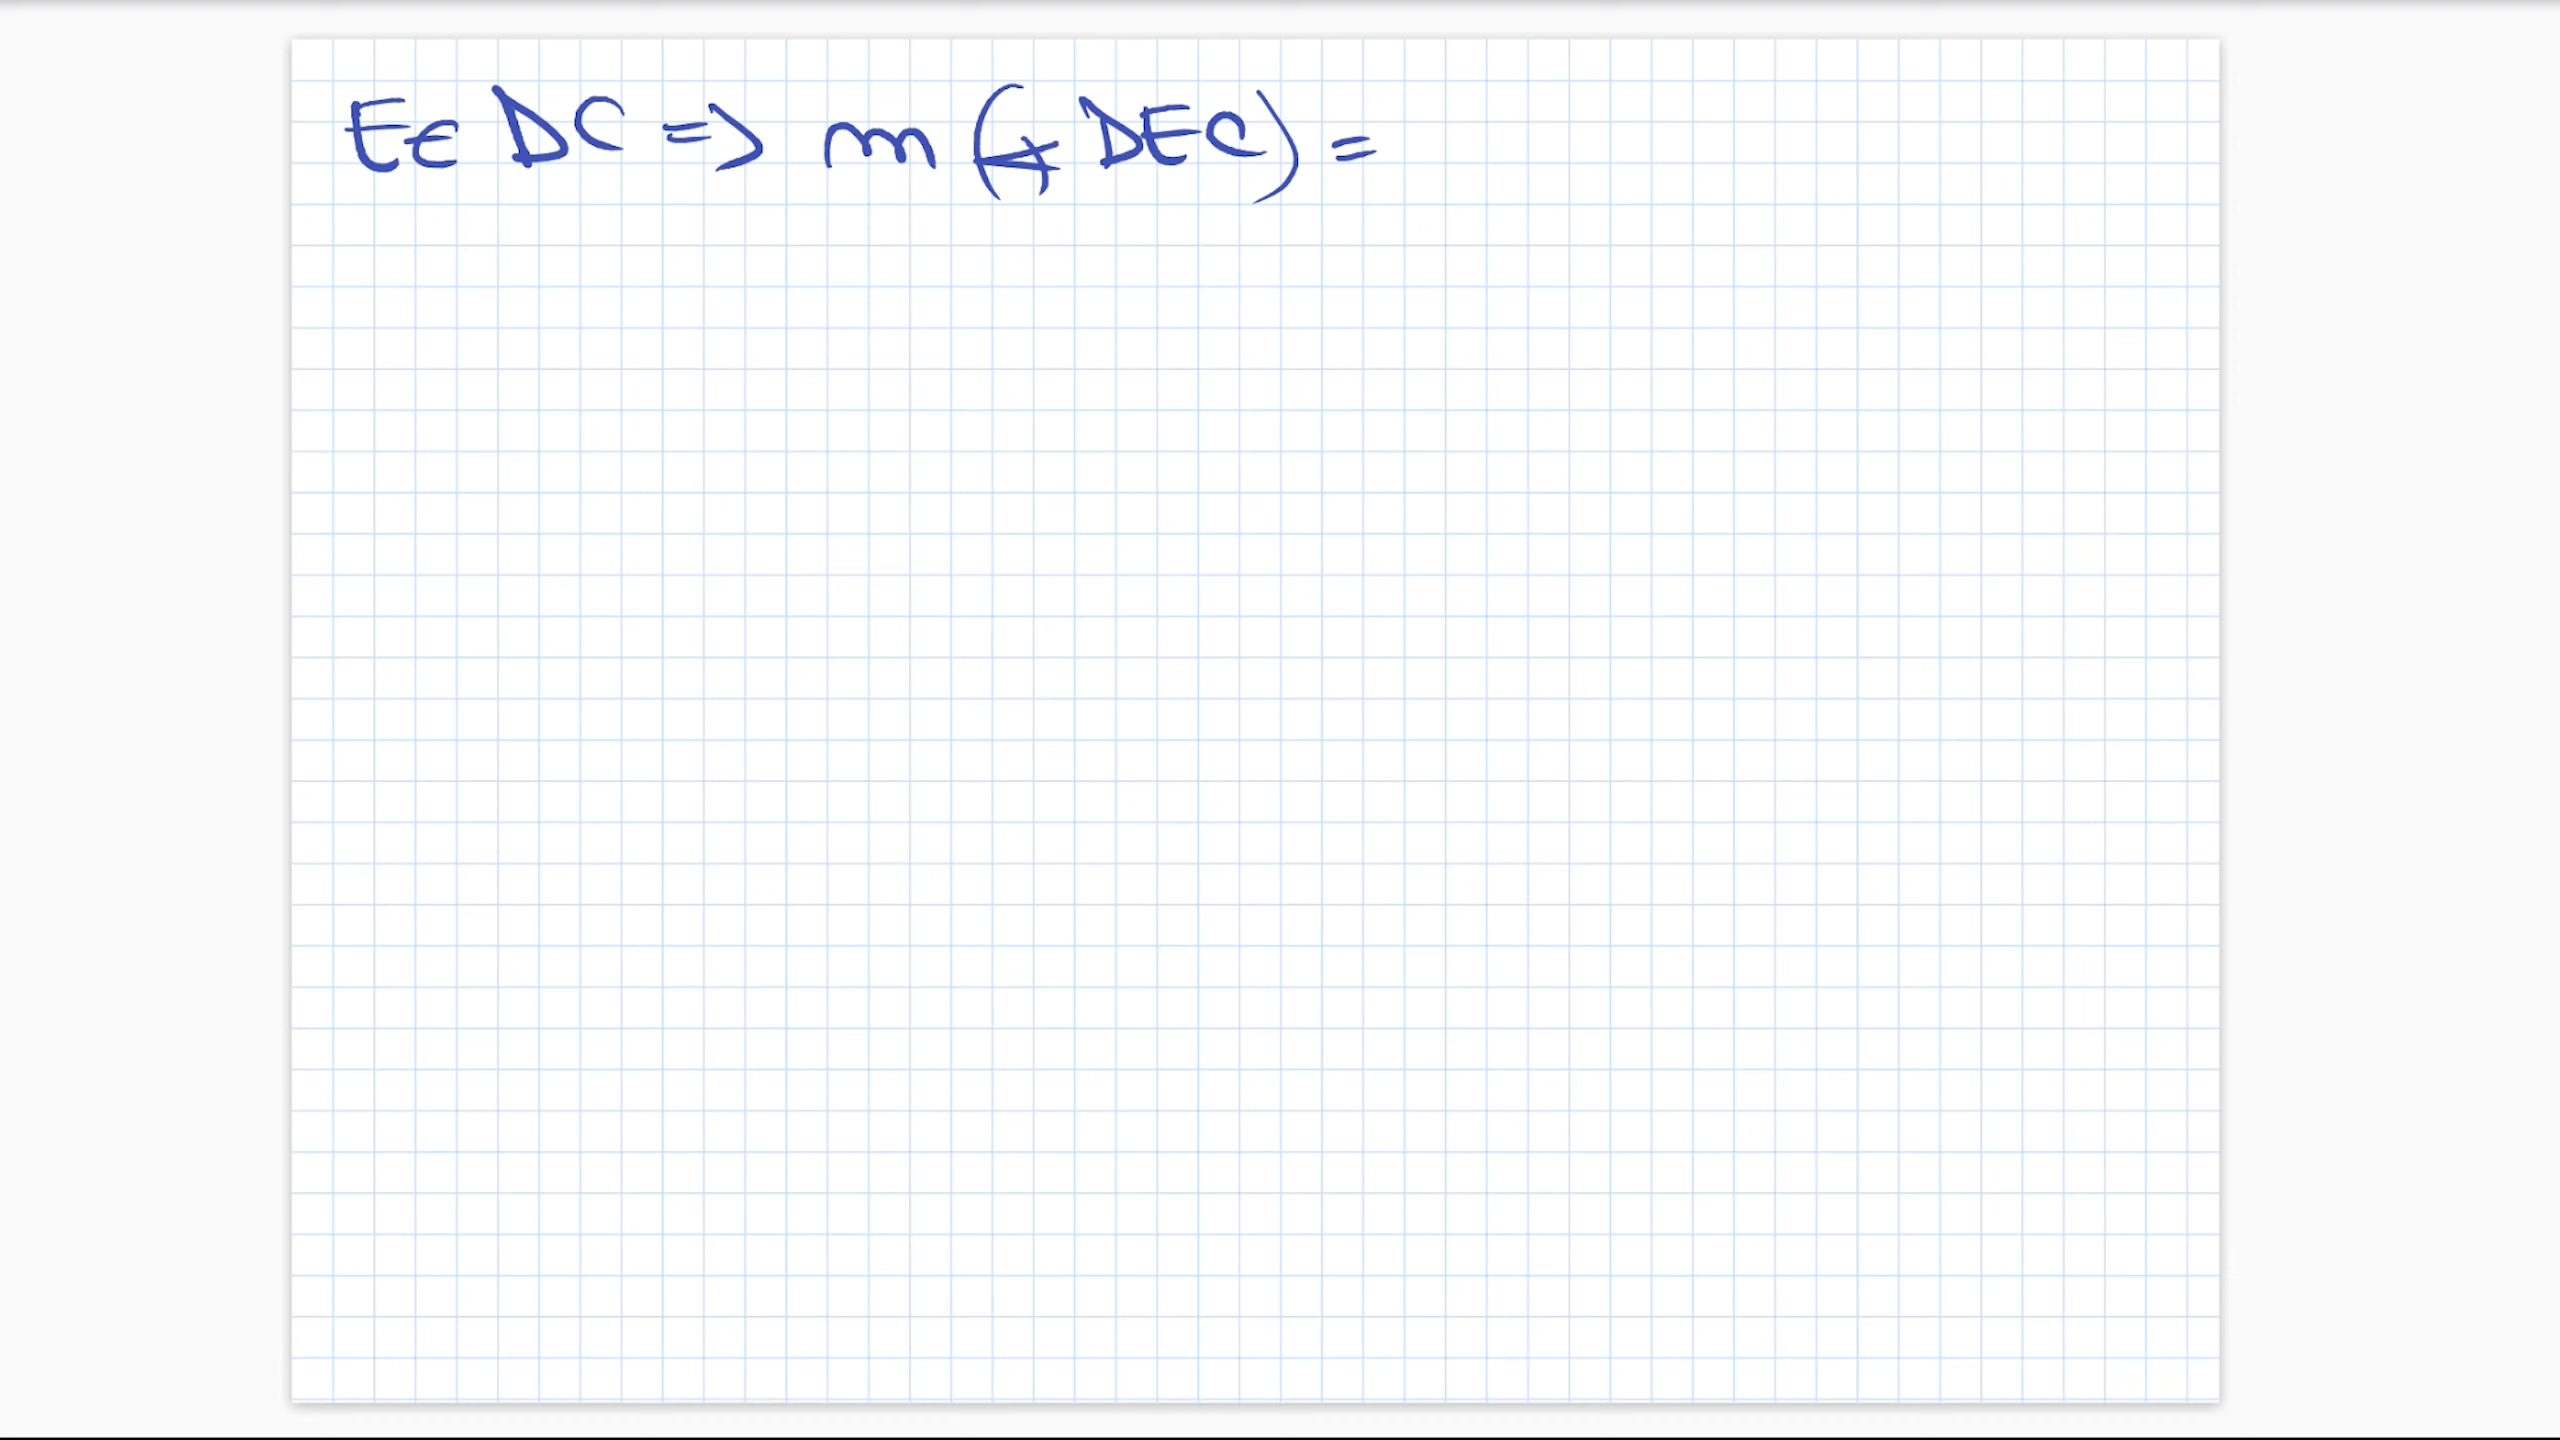 E∈ DC => m (∡ DEC) =